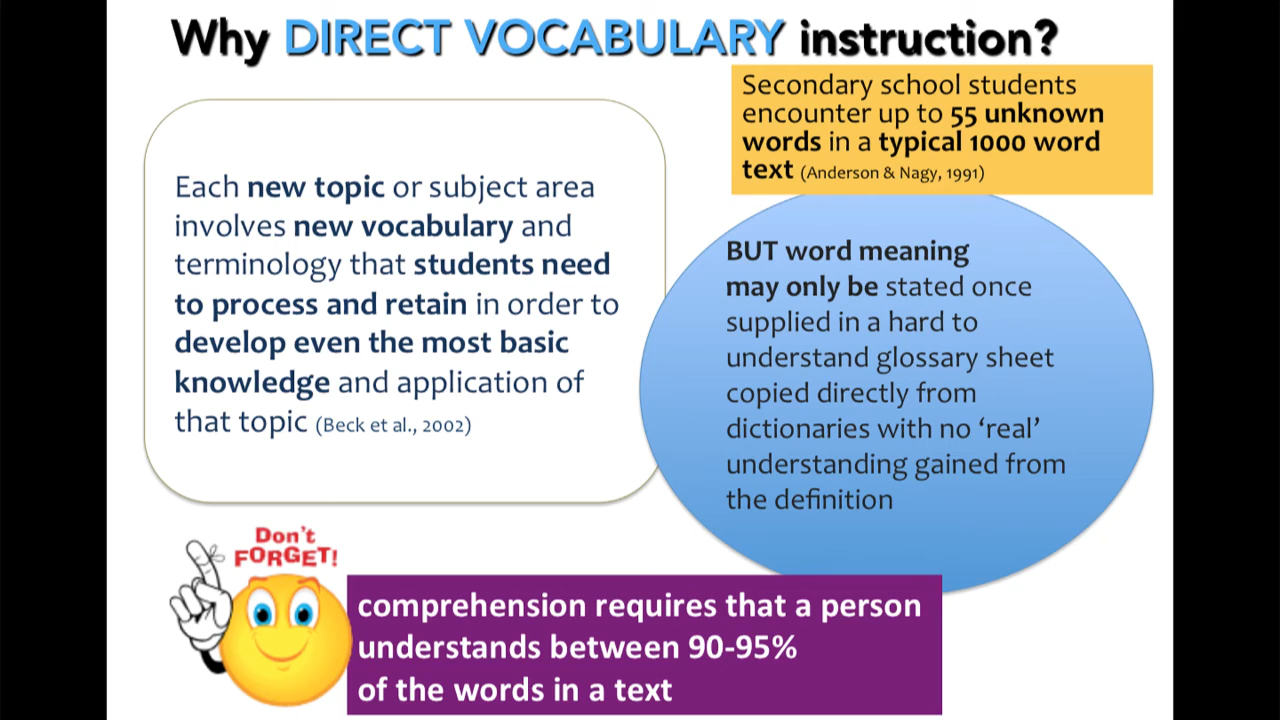 Why DIRECT VOCABULARY instruction?
Secondary school students
encounter up to 55 unknown
words in a typical 1000 word
text (Anderson & Nagy, 1991)
Each new topic or subject area
involves new vocabulary and
terminology that students need
to process and retain in order to
develop even the most basic
knowledge and application of
that topic (Beck et al., 2002)
BUT word meaning
may only be stated once
supplied in a hard to
understand glossary sheet
copied directly from
dictionaries with no ‘real’
understanding gained from
the definition
Don't
FORGET!
comprehension requires that a person
understands between 90-95%
of the words in a text